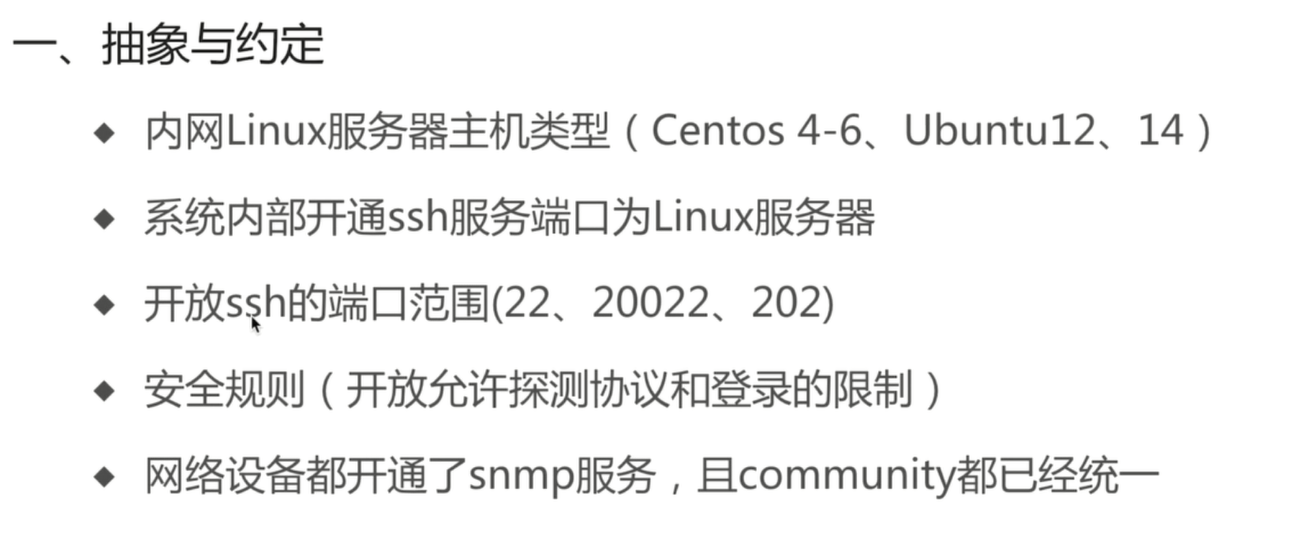 一、抽象与约定
◆ 内网Linux服务器主机类型（Centos 4-6、Ubuntu12、14）
◆ 系统内部开通ssh服务端口为Linux服务器
◆ 开放ssh的端口范围(22、20022、202)
◆ 安全规则（开放允许探测协议和登录的限制）
◆ 网络设备都开通了snmp服务，且community都已经统一